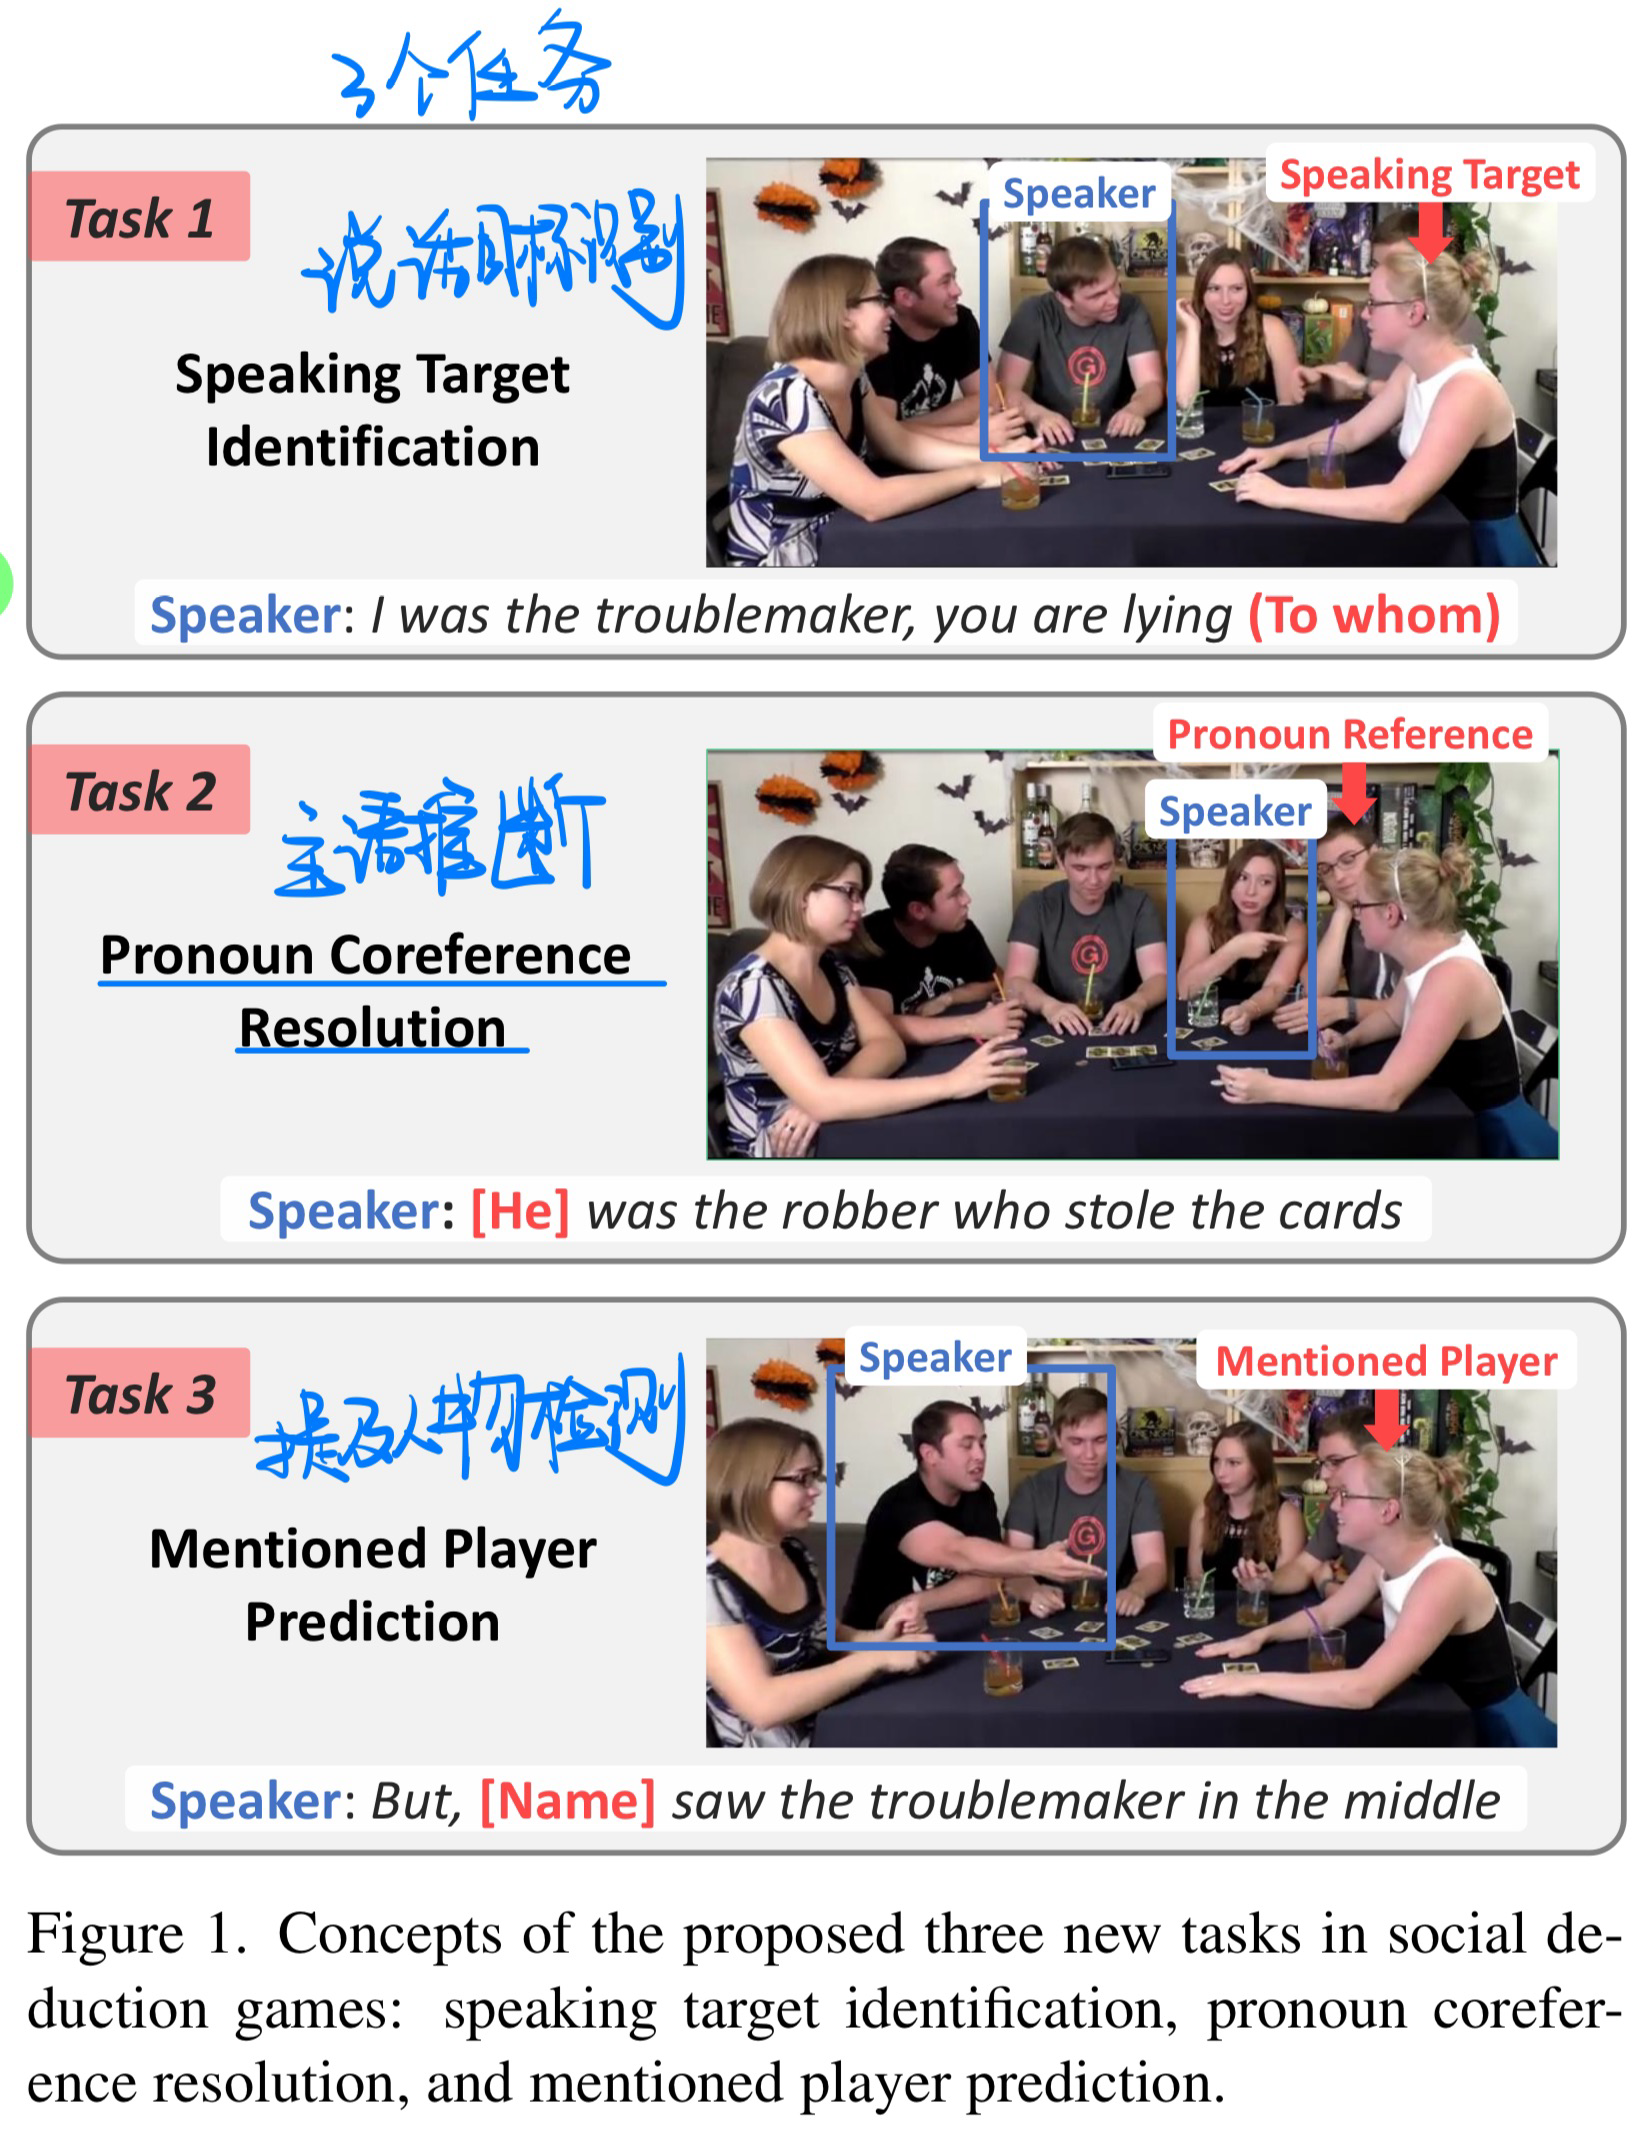 3个任务
Speaker
Speaking Target
Task 1
说话目标识别
Speaking Target
Identification
Speaker: I was the troublemaker, you are lying (To whom)
Pronoun Reference
Speaker
Task 2
主语推断
Pronoun Coreference
Resolution
Speaker: [He] was the robber who stole the cards
Speaker
Mentioned Player
Task 3
提及人物检测
Mentioned Player
Prediction
Speaker: But, [Name] saw the troublemaker in the middle
Figure 1. Concepts of the proposed three new tasks in social de-
duction games: speaking target identification, pronoun corefer-
ence resolution, and mentioned player prediction.